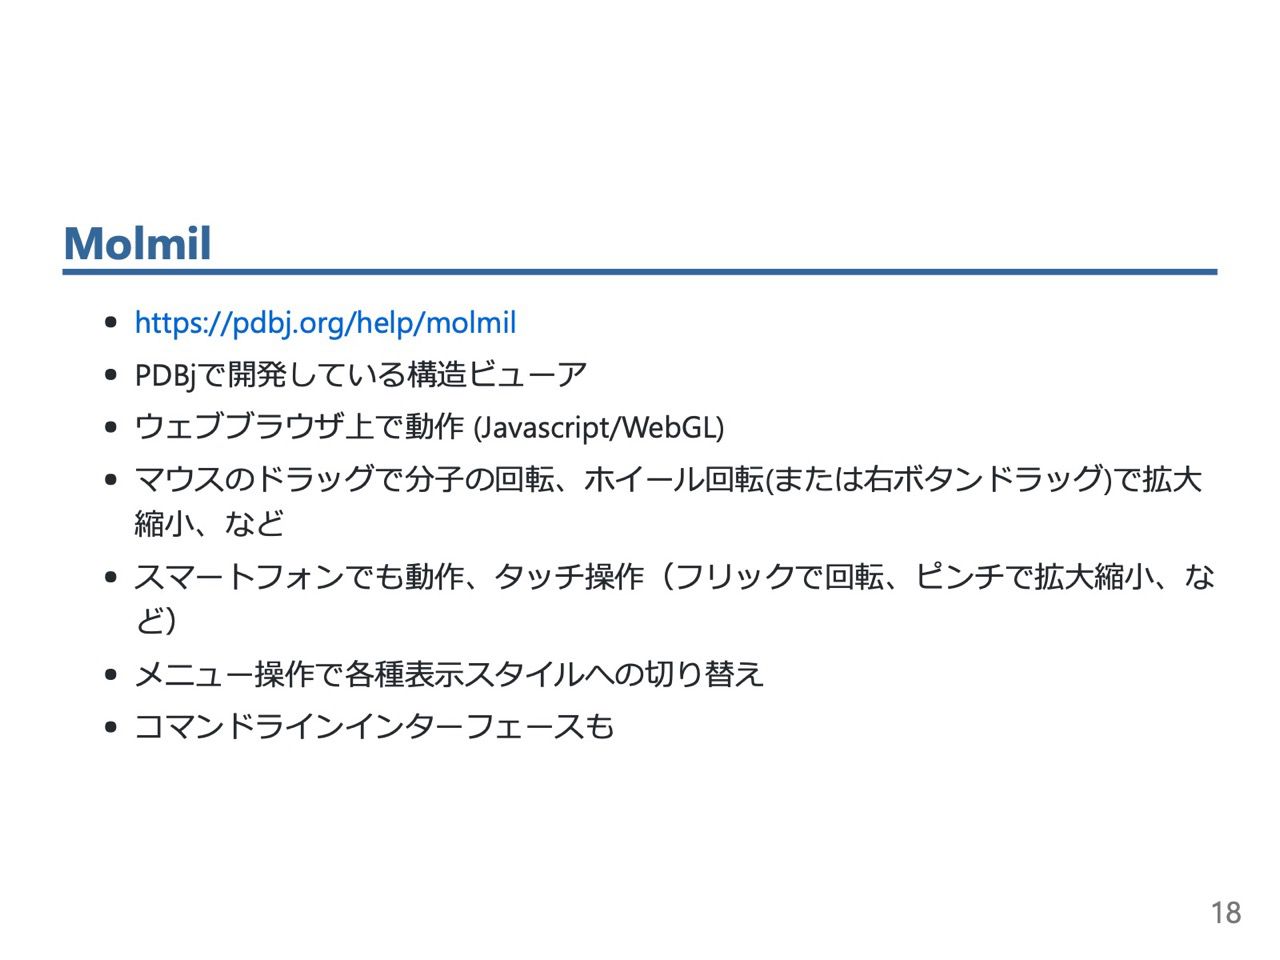 Molmil
• https://pdbj.org/help/molmil
• PDBjで開発している構造ビューア
• ウェブブラウザ上で動作 (Javascript/WebGL)
• マウスのドラッグで分子の回転、ホイール回転(または右ボタンドラッグ)で拡大
縮小、など
• スマートフォンでも動作、タッチ操作（フリックで回転、ピンチで拡大縮小、な
ど）
• メニュー操作で各種表示スタイルへの切り替え
• コマンドラインインターフェースも
18